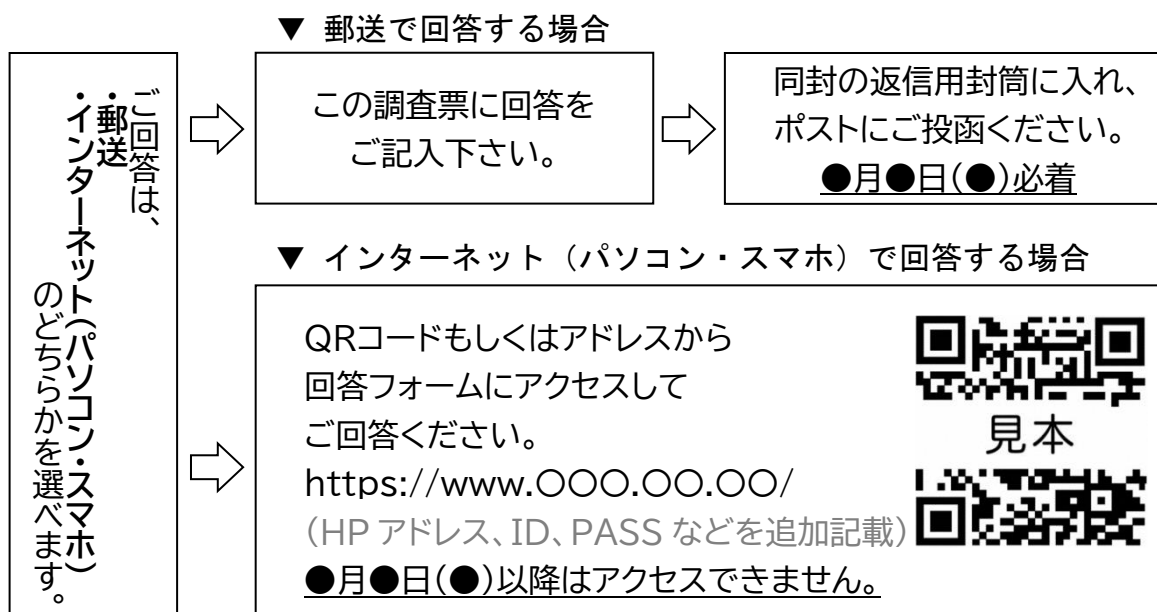 ご回答は、
・郵送
・インターネット(パソコン・スマホ)
のどちらかを選べます。
▼ 郵送で回答する場合
この調査票に回答を
ご記入下さい。
同封の返信用封筒に入れ、
ポストにご投函ください。
●月●日(●)必着
▼ インターネット（パソコン・スマホ）で回答する場合
QRコードもしくはアドレスから
回答フォームにアクセスして
ご回答ください。
https://www.〇〇〇.〇〇.〇〇/
(HP アドレス、ID、PASS などを追加記載)
●月●日(●)以降はアクセスできません。
見本